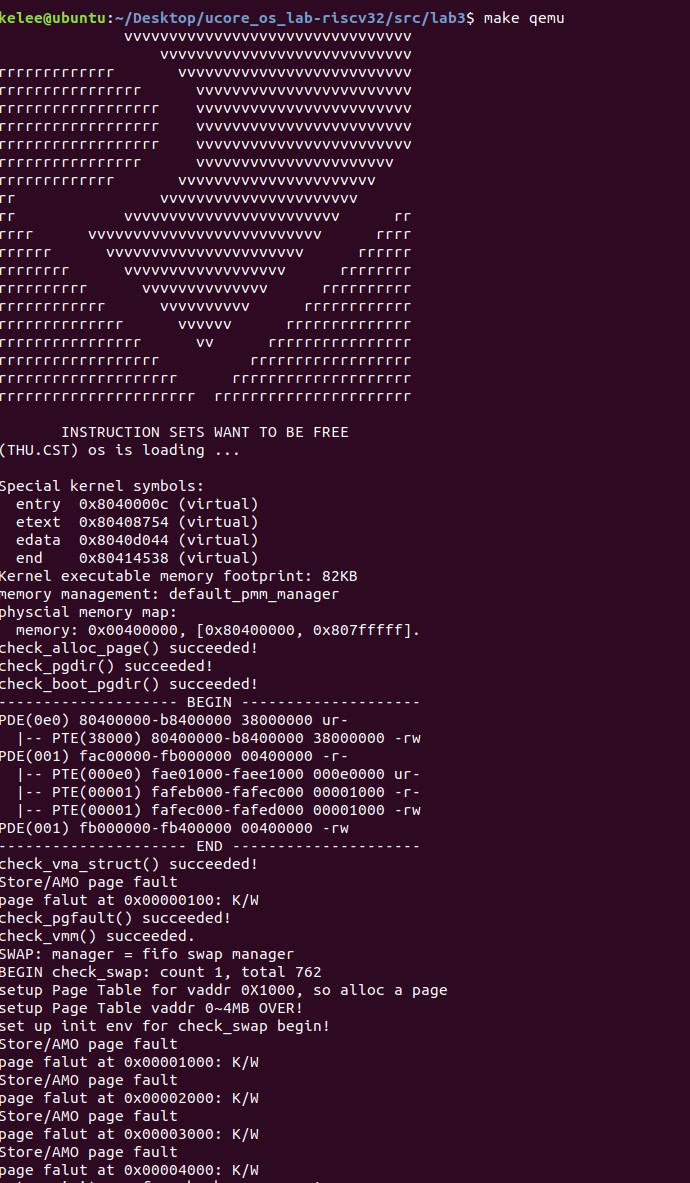 kelee@ubuntu:~/Desktop/ucore_os_lab-riscv32/src/lab3$ make qemu
              vvvvvvvvvvvvvvvvvvvvvvvvvvvvvvvv
                  vvvvvvvvvvvvvvvvvvvvvvvvvvvv
rrrrrrrrrrrrr       vvvvvvvvvvvvvvvvvvvvvvvvvv
rrrrrrrrrrrrrrrr      vvvvvvvvvvvvvvvvvvvvvvvv
rrrrrrrrrrrrrrrrrr    vvvvvvvvvvvvvvvvvvvvvvvv
rrrrrrrrrrrrrrrrrr    vvvvvvvvvvvvvvvvvvvvvvvv
rrrrrrrrrrrrrrrrrr    vvvvvvvvvvvvvvvvvvvvvvvv
rrrrrrrrrrrrrrrr      vvvvvvvvvvvvvvvvvvvvvv
rrrrrrrrrrrrr       vvvvvvvvvvvvvvvvvvvvvv
rr                vvvvvvvvvvvvvvvvvvvvvv
rr            vvvvvvvvvvvvvvvvvvvvvvvv      rr
rrrr      vvvvvvvvvvvvvvvvvvvvvvvvvv      rrrr
rrrrrr      vvvvvvvvvvvvvvvvvvvvvv      rrrrrr
rrrrrrrr      vvvvvvvvvvvvvvvvvv      rrrrrrrr
rrrrrrrrrr      vvvvvvvvvvvvvv      rrrrrrrrrr
rrrrrrrrrrrr      vvvvvvvvvv      rrrrrrrrrrrr
rrrrrrrrrrrrrr      vvvvvv      rrrrrrrrrrrrrr
rrrrrrrrrrrrrrrr      vv      rrrrrrrrrrrrrrrr
rrrrrrrrrrrrrrrrrr          rrrrrrrrrrrrrrrrrr
rrrrrrrrrrrrrrrrrrrr      rrrrrrrrrrrrrrrrrrrr
rrrrrrrrrrrrrrrrrrrrrr  rrrrrrrrrrrrrrrrrrrrrr
       INSTRUCTION SETS WANT TO BE FREE
(THU.CST) os is loading ...
Special kernel symbols:
  entry  0x8040000c (virtual)
  etext  0x80408754 (virtual)
  edata  0x8040d044 (virtual)
  end    0x80414538 (virtual)
Kernel executable memory footprint: 82KB
memory management: default_pmm_manager
physcial memory map:
  memory: 0x00400000, [0x80400000, 0x807fffff].
check_alloc_page() succeeded!
check_pgdir() succeeded!
check_boot_pgdir() succeeded!
-------------------- BEGIN --------------------
PDE(0e0) 80400000-b8400000 38000000 ur-
  |-- PTE(38000) 80400000-b8400000 38000000 -rw
PDE(001) fac00000-fb000000 00400000 -r-
  |-- PTE(000e0) fae01000-faee1000 000e0000 ur-
  |-- PTE(00001) fafeb000-fafec000 00001000 -r-
  |-- PTE(00001) fafec000-fafed000 00001000 -rw
PDE(001) fb000000-fb400000 00400000 -rw
--------------------- END ---------------------
check_vma_struct() succeeded!
Store/AMO page fault
page falut at 0x00000100: K/W
check_pgfault() succeeded!
check_vmm() succeeded.
SWAP: manager = fifo swap manager
BEGIN check_swap: count 1, total 762
setup Page Table for vaddr 0X1000, so alloc a page
setup Page Table vaddr 0~4MB OVER!
set up init env for check_swap begin!
Store/AMO page fault
page falut at 0x00001000: K/W
Store/AMO page fault
page falut at 0x00002000: K/W
Store/AMO page fault
page falut at 0x00003000: K/W
Store/AMO page fault
page falut at 0x00004000: K/W